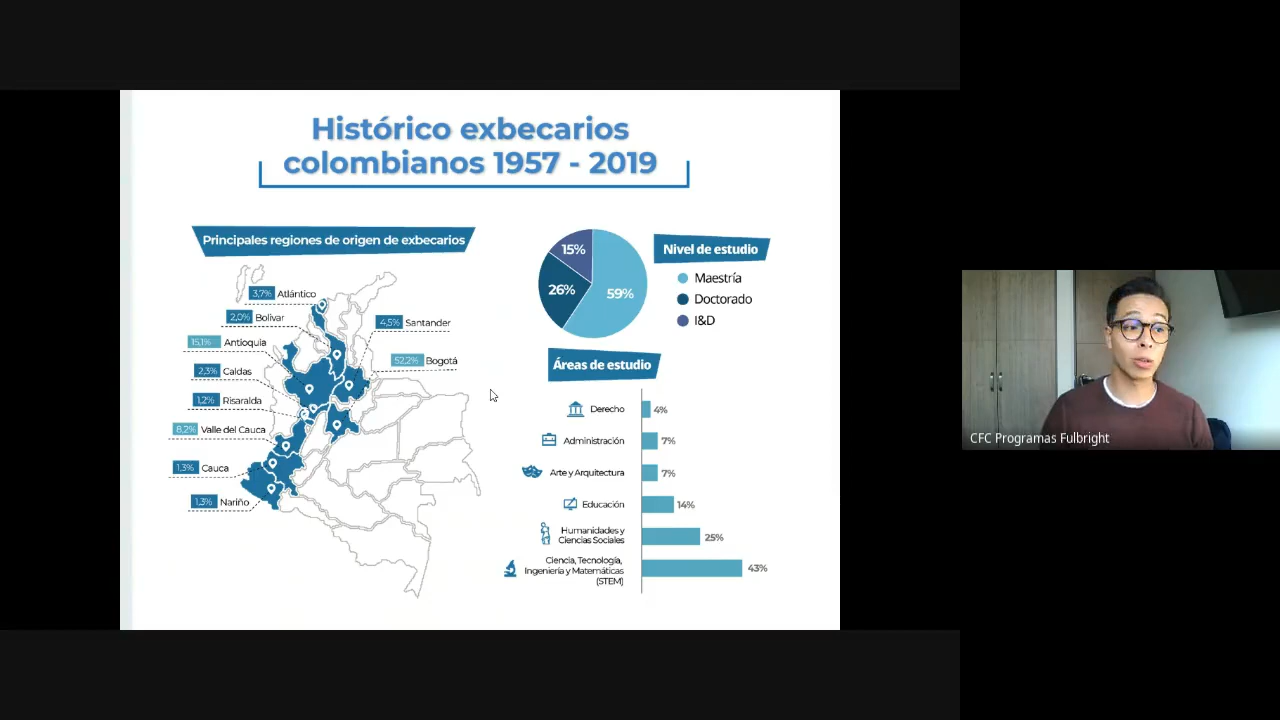 Histórico exbecarios
colombianos 1957 - 2019
Principales regiones de origen de exbecarios
3,7% Atlántico
2,0% Bolívar
15,1% Antioquia
2,3% Caldas
1,2% Risaralda
8,2% Valle del Cauca
1,3% Cauca
1,3% Nariño
4,5% Santander
52,2% Bogotá
15%
26%
59%
Nivel de estudio
Maestría
Doctorado
I&D
Áreas de estudio
Derecho 4%
Administración 7%
Arte y Arquitectura 7%
Educación 14%
Humanidades y
Ciencias Sociales 25%
Ciencia, Tecnología,
Ingeniería y Matemáticas
(STEM) 43%
CFC Programas Fulbright